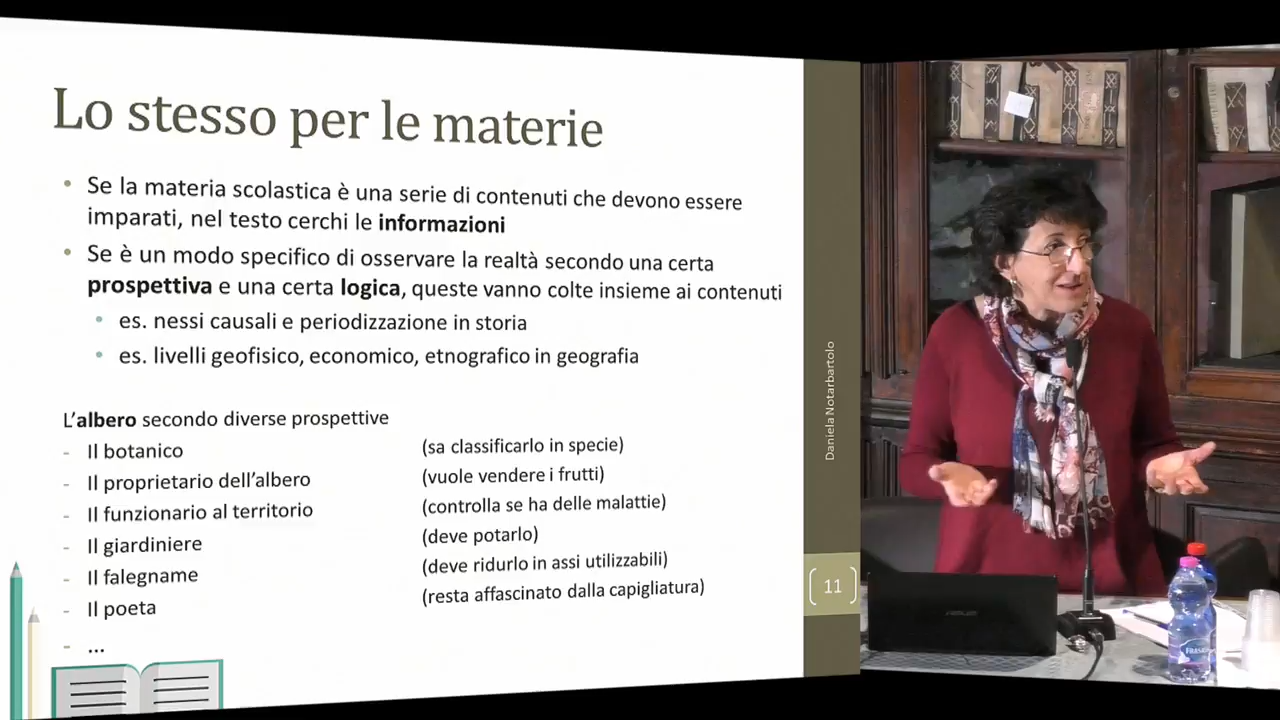 Lo stesso per le materie
• Se la materia scolastica è una serie di contenuti che devono essere
imparati, nel testo cerchi le informazioni
• Se è un modo specifico di osservare la realtà secondo una certa
prospettiva e una certa logica, queste vanno colte insieme ai contenuti
• es. nessi causali e periodizzazione in storia
• es. livelli geofisico, economico, etnografico in geografia
L’albero secondo diverse prospettive
- Il botanico (sa classificarlo in specie)
- Il proprietario dell’albero (vuole vendere i frutti)
- Il funzionario al territorio (controlla se ha delle malattie)
- Il giardiniere (deve potarlo)
- Il falegname (deve ridurlo in assi utilizzabili)
- Il poeta (resta affascinato dalla capigliatura)
- ...
Daniela Notarbartolo
11
ASUS